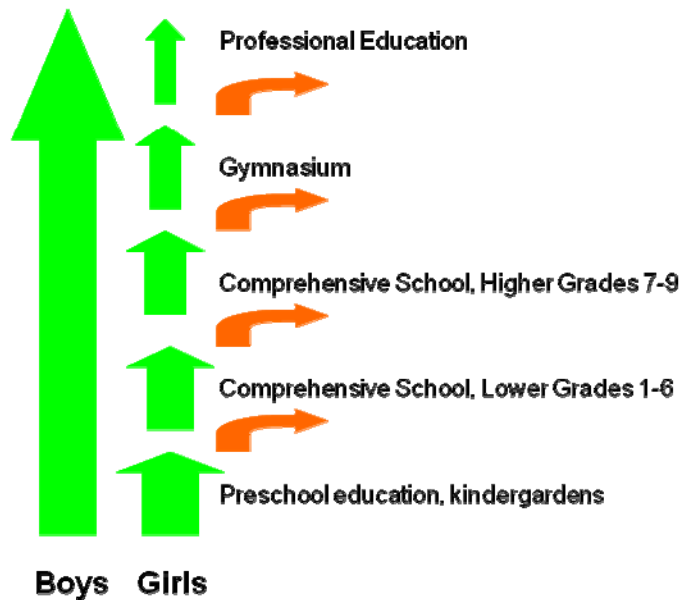 Professional Education
Gymnasium
Comprehensive School, Higher Grades 7-9
Comprehensive School, Lower Grades 1-6
Preschool education, kindergardens
Boys Girls